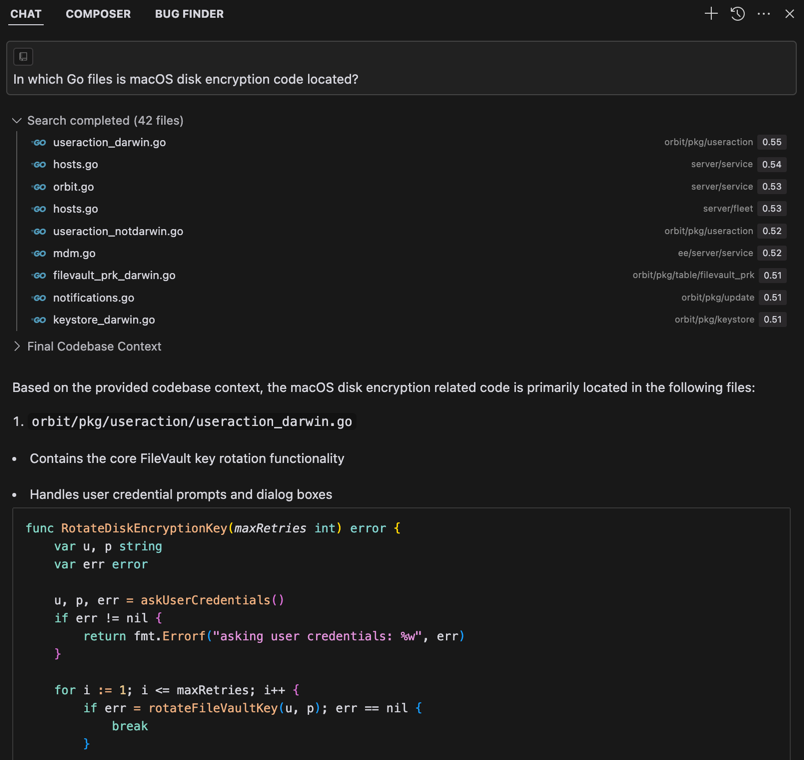 CHAT COMPOSER BUG FINDER
In which Go files is macOS disk encryption code located?
Search completed (42 files)
GO useraction_darwin.go orbit/pkg/useraction 0.55
GO hosts.go server/service 0.54
GO orbit.go server/service 0.53
GO hosts.go server/fleet 0.53
GO useraction_notdarwin.go orbit/pkg/useraction 0.52
GO mdm.go ee/server/service 0.52
GO filevault_prk_darwin.go orbit/pkg/table/filevault_prk 0.51
GO notifications.go orbit/pkg/update 0.51
GO keystore_darwin.go orbit/pkg/keystore 0.51
Final Codebase Context
Based on the provided codebase context, the macOS disk encryption related code is primarily located in the following files:
1. orbit/pkg/useraction/useraction_darwin.go
• Contains the core FileVault key rotation functionality
• Handles user credential prompts and dialog boxes
func RotateDiskEncryptionKey(maxRetries int) error {
    var u, p string
    var err error
    u, p, err = askUserCredentials()
    if err != nil {
        return fmt.Errorf("asking user credentials: %w", err)
    }
    for i := 1; i <= maxRetries; i++ {
        if err = rotateFileVaultKey(u, p); err == nil {
            break
        }